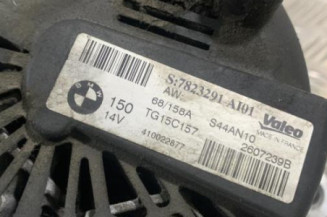 S:7823291 AI01
AW
68/158A
S44AN10
Valeo
MADE IN FRANCE
150
14V
TG15C157
2607239B
410022877